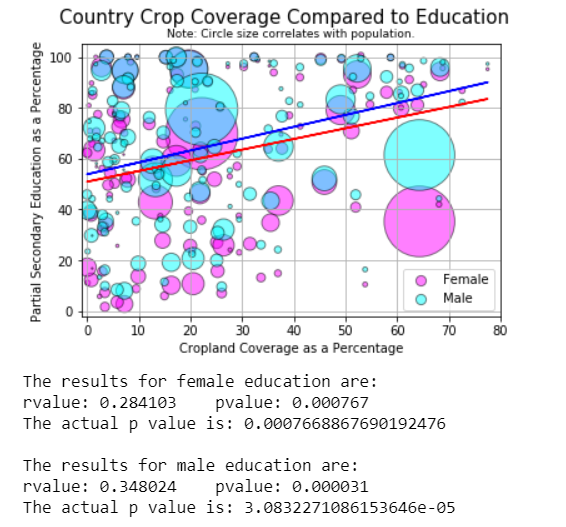 Country Crop Coverage Compared to Education
Note: Circle size correlates with population.
Partial Secondary Education as a Percentage
100
80
60
40
20
0
0 10 20 30 40 50 60 70 80
Cropland Coverage as a Percentage
Female
Male
The results for female education are:
rvalue: 0.284103 pvalue: 0.000767
The actual p value is: 0.0007668867690192476
The results for male education are:
rvalue: 0.348024 pvalue: 0.000031
The actual p value is: 3.0832271086153646e-05